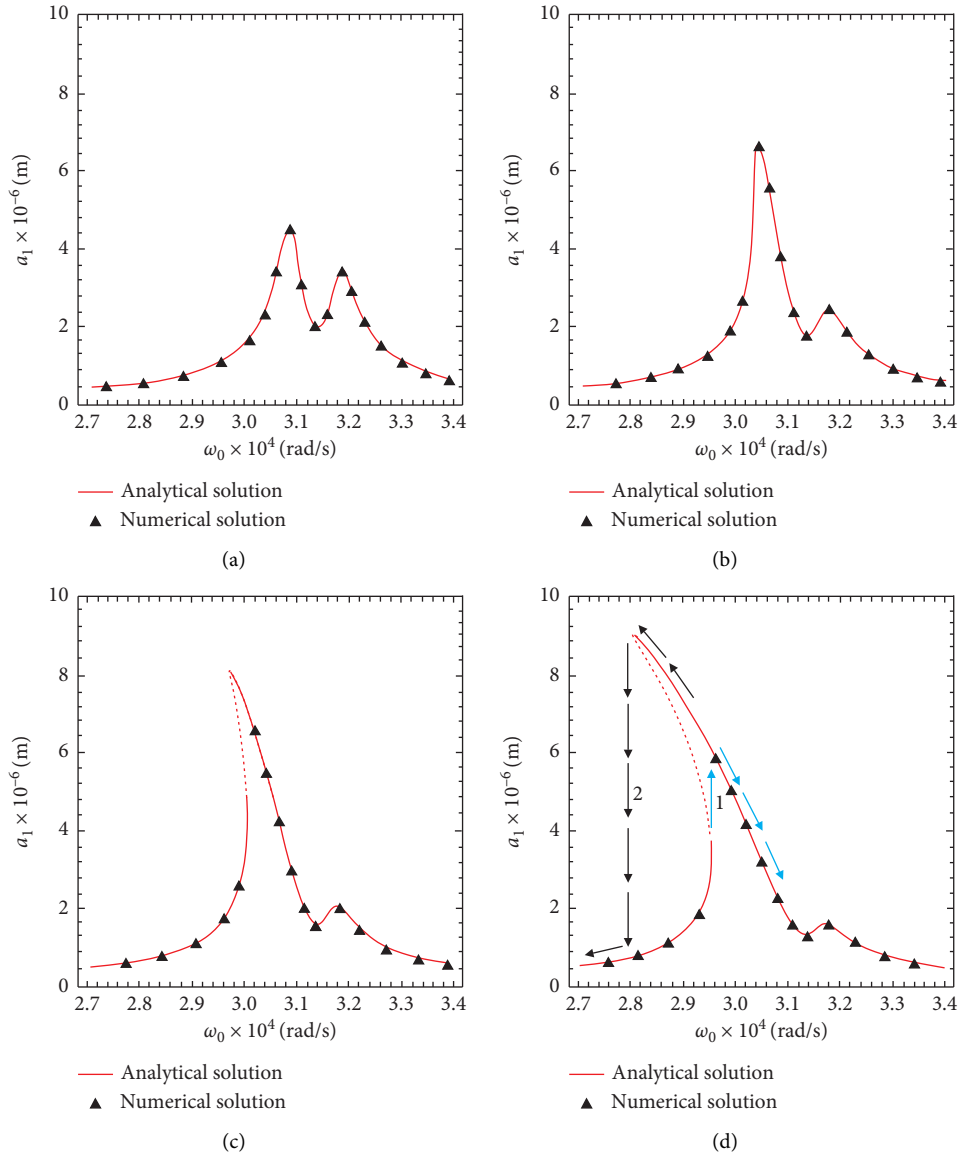 10
8
6
4
2
0
a₁ × 10⁻⁶ (m)
2.7 2.8 2.9 3.0 3.1 3.2 3.3 3.4
ω₀ × 10⁴ (rad/s)
Analytical solution
Numerical solution
(a)
10
8
6
4
2
0
a₁ × 10⁻⁶ (m)
2.7 2.8 2.9 3.0 3.1 3.2 3.3 3.4
ω₀ × 10⁴ (rad/s)
Analytical solution
Numerical solution
(b)
10
8
6
4
2
0
a₁ × 10⁻⁶ (m)
2.7 2.8 2.9 3.0 3.1 3.2 3.3 3.4
ω₀ × 10⁴ (rad/s)
Analytical solution
Numerical solution
(c)
10
8
6
4
2
0
a₁ × 10⁻⁶ (m)
2
1
2.7 2.8 2.9 3.0 3.1 3.2 3.3 3.4
ω₀ × 10⁴ (rad/s)
Analytical solution
Numerical solution
(d)